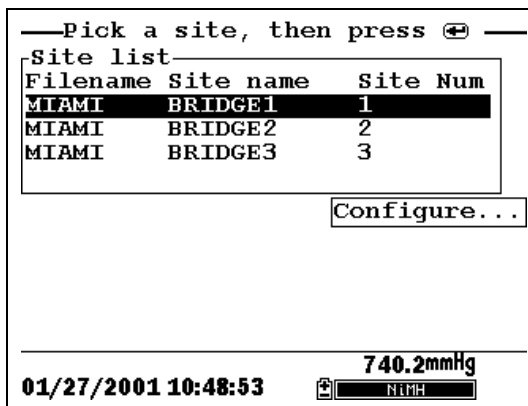 Pick a site, then press
Site list
Filename Site name Site Num
MIAMI BRIDGE1 1
MIAMI BRIDGE2 2
MIAMI BRIDGE3 3
Configure...
740.2mmHg
01/27/2001 10:48:53 NiMH